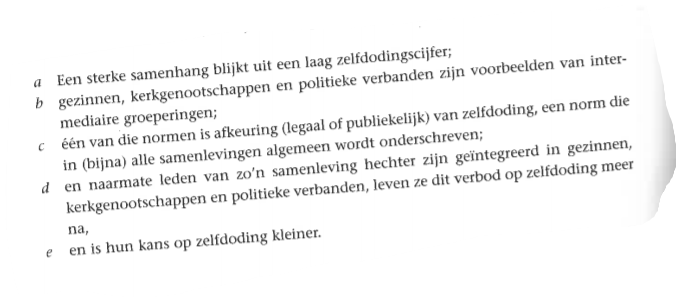 a Een sterke samenhang blijkt uit een laag zelfdodingscijfer;
b gezinnen, kerkgenootschappen en politieke verbanden zijn voorbeelden van inter-
mediaire groeperingen;
c één van die normen is afkeuring (legaal of publiekelijk) van zelfdoding, een norm die
in (bijna) alle samenlevingen algemeen wordt onderschreven;
d en naarmate leden van zo'n samenleving hechter zijn geïntegreerd in gezinnen,
kerkgenootschappen en politieke verbanden, leven ze dit verbod op zelfdoding meer
na,
e en is hun kans op zelfdoding kleiner.